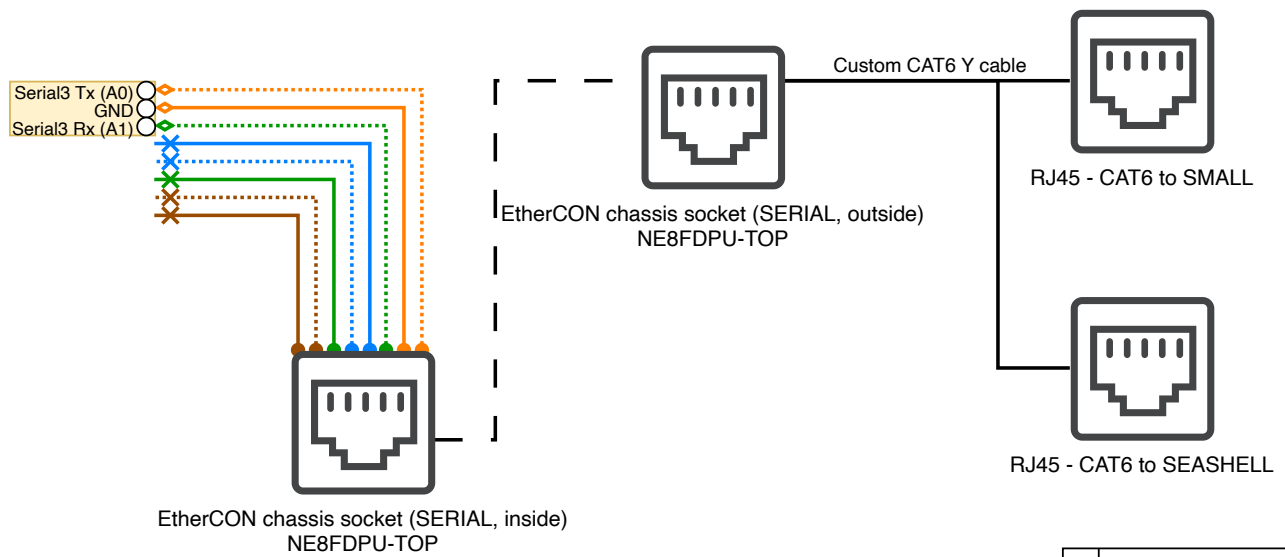 Serial3 Tx (A0)
GND
Serial3 Rx (A1)
Custom CAT6 Y cable
RJ45 - CAT6 to SMALL
EtherCON chassis socket (SERIAL, outside)
NE8FDPU-TOP
RJ45 - CAT6 to SEASHELL
EtherCON chassis socket (SERIAL, inside)
NE8FDPU-TOP